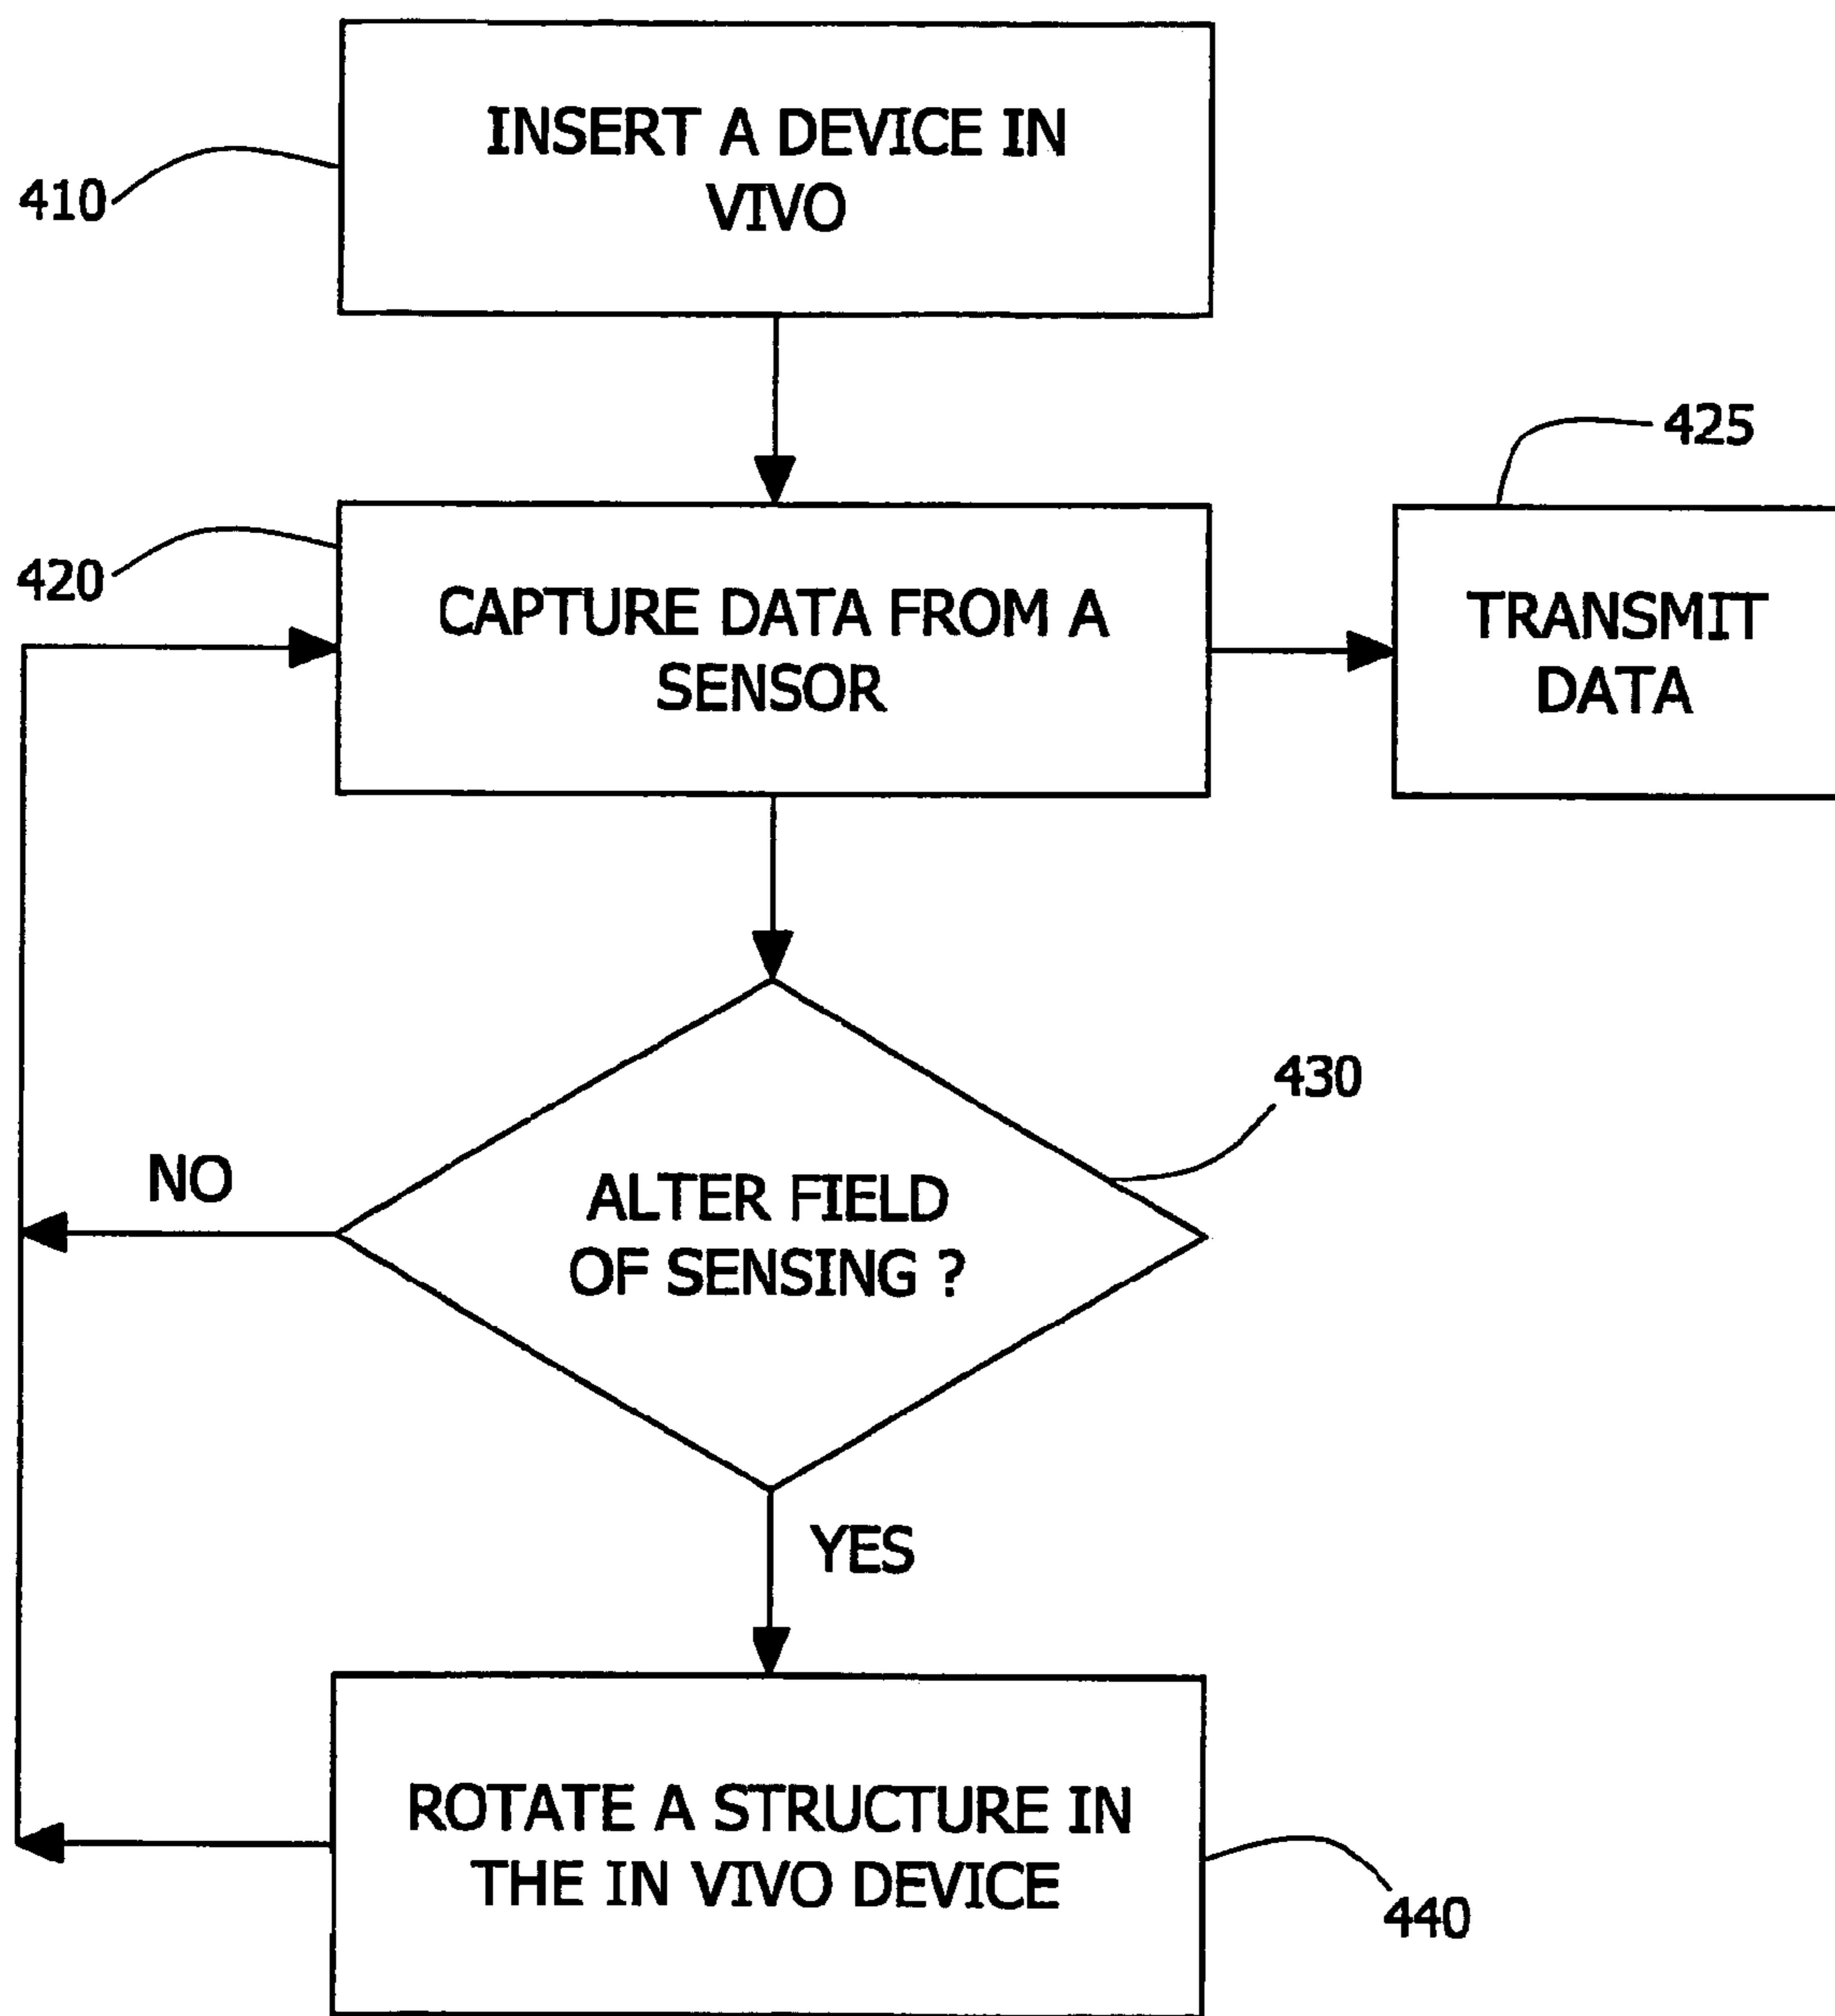 INSERT A DEVICE IN
VIVO
410
425
420
CAPTURE DATA FROM A
SENSOR
TRANSMIT
DATA
430
NO
ALTER FIELD
OF SENSING ?
YES
ROTATE A STRUCTURE IN
THE IN VIVO DEVICE
440